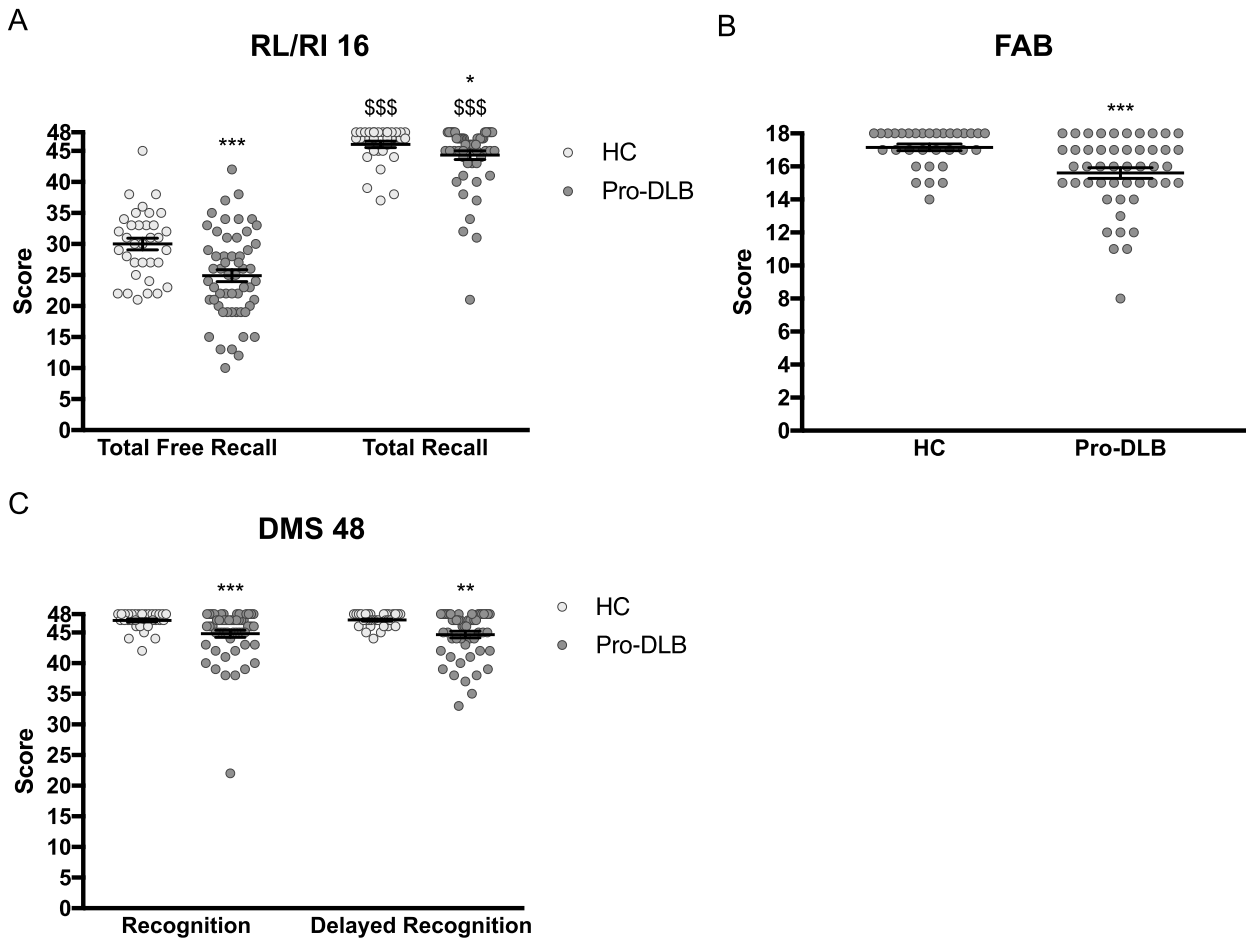 A
RL/RI 16
*
$$$ $$$
***
48
45
40
35
30
25
20
15
10
5
0
Score
Total Free Recall Total Recall
HC
Pro-DLB
B
FAB
***
18
16
14
12
10
8
6
4
2
0
Score
HC Pro-DLB
C
DMS 48
*** **
48
45
40
35
30
25
20
15
10
5
0
Score
Recognition Delayed Recognition
HC
Pro-DLB